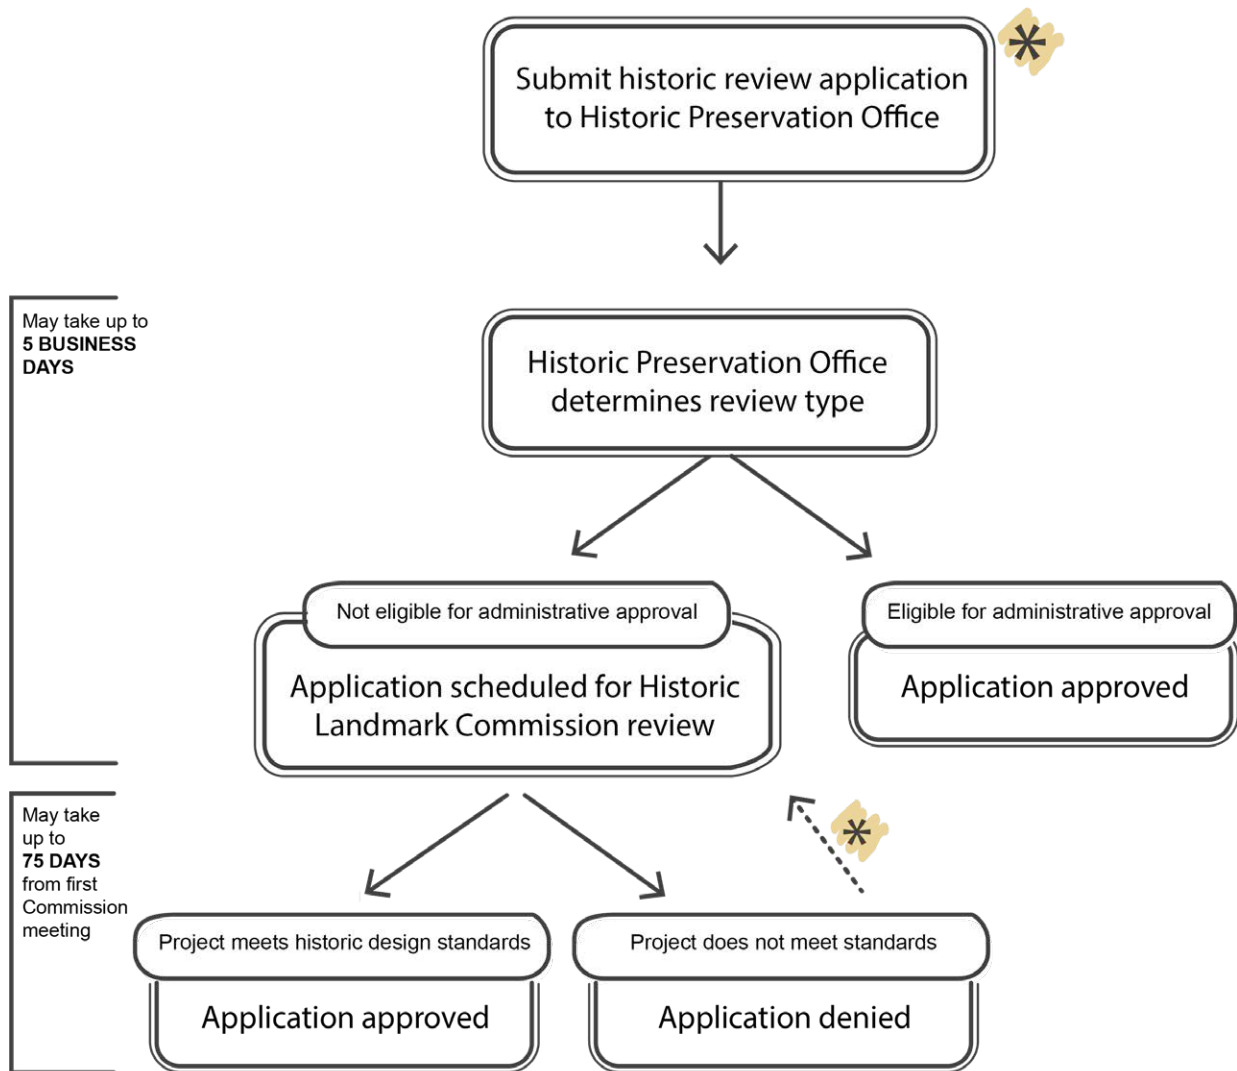 Submit historic review application
to Historic Preservation Office
*
May take up to
5 BUSINESS
DAYS
Historic Preservation Office
determines review type
Not eligible for administrative approval
Application scheduled for Historic
Landmark Commission review
Eligible for administrative approval
Application approved
May take
up to
75 DAYS
from first
Commission
meeting
*
Project meets historic design standards
Application approved
Project does not meet standards
Application denied